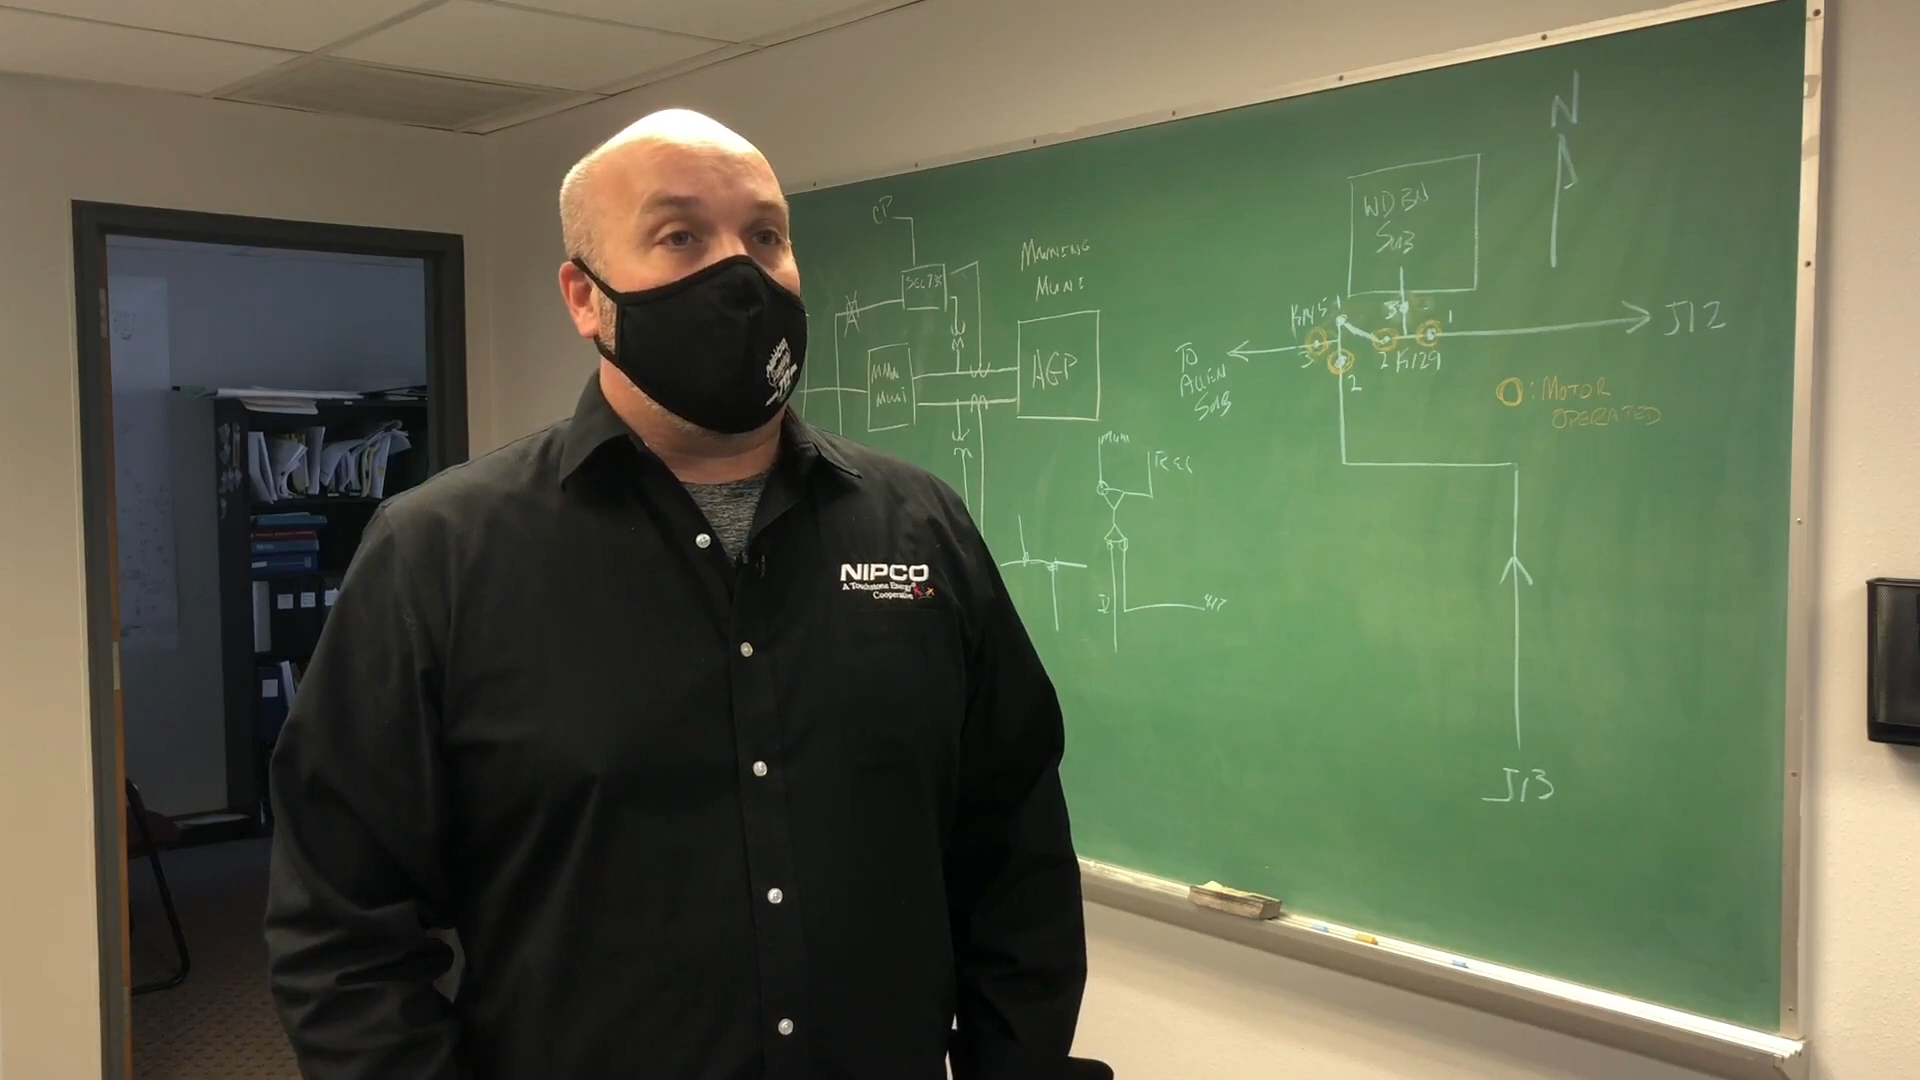 NIPCO
A Touchstone Energy®
Cooperative
CP
MANNING
MUNI
AGP
MUNI
REC
N
WDBN
SUB
1
3
1
3
2
2 K129
J12
TO
ALLEN
SUB
O: MOTOR
OPERATED
J13